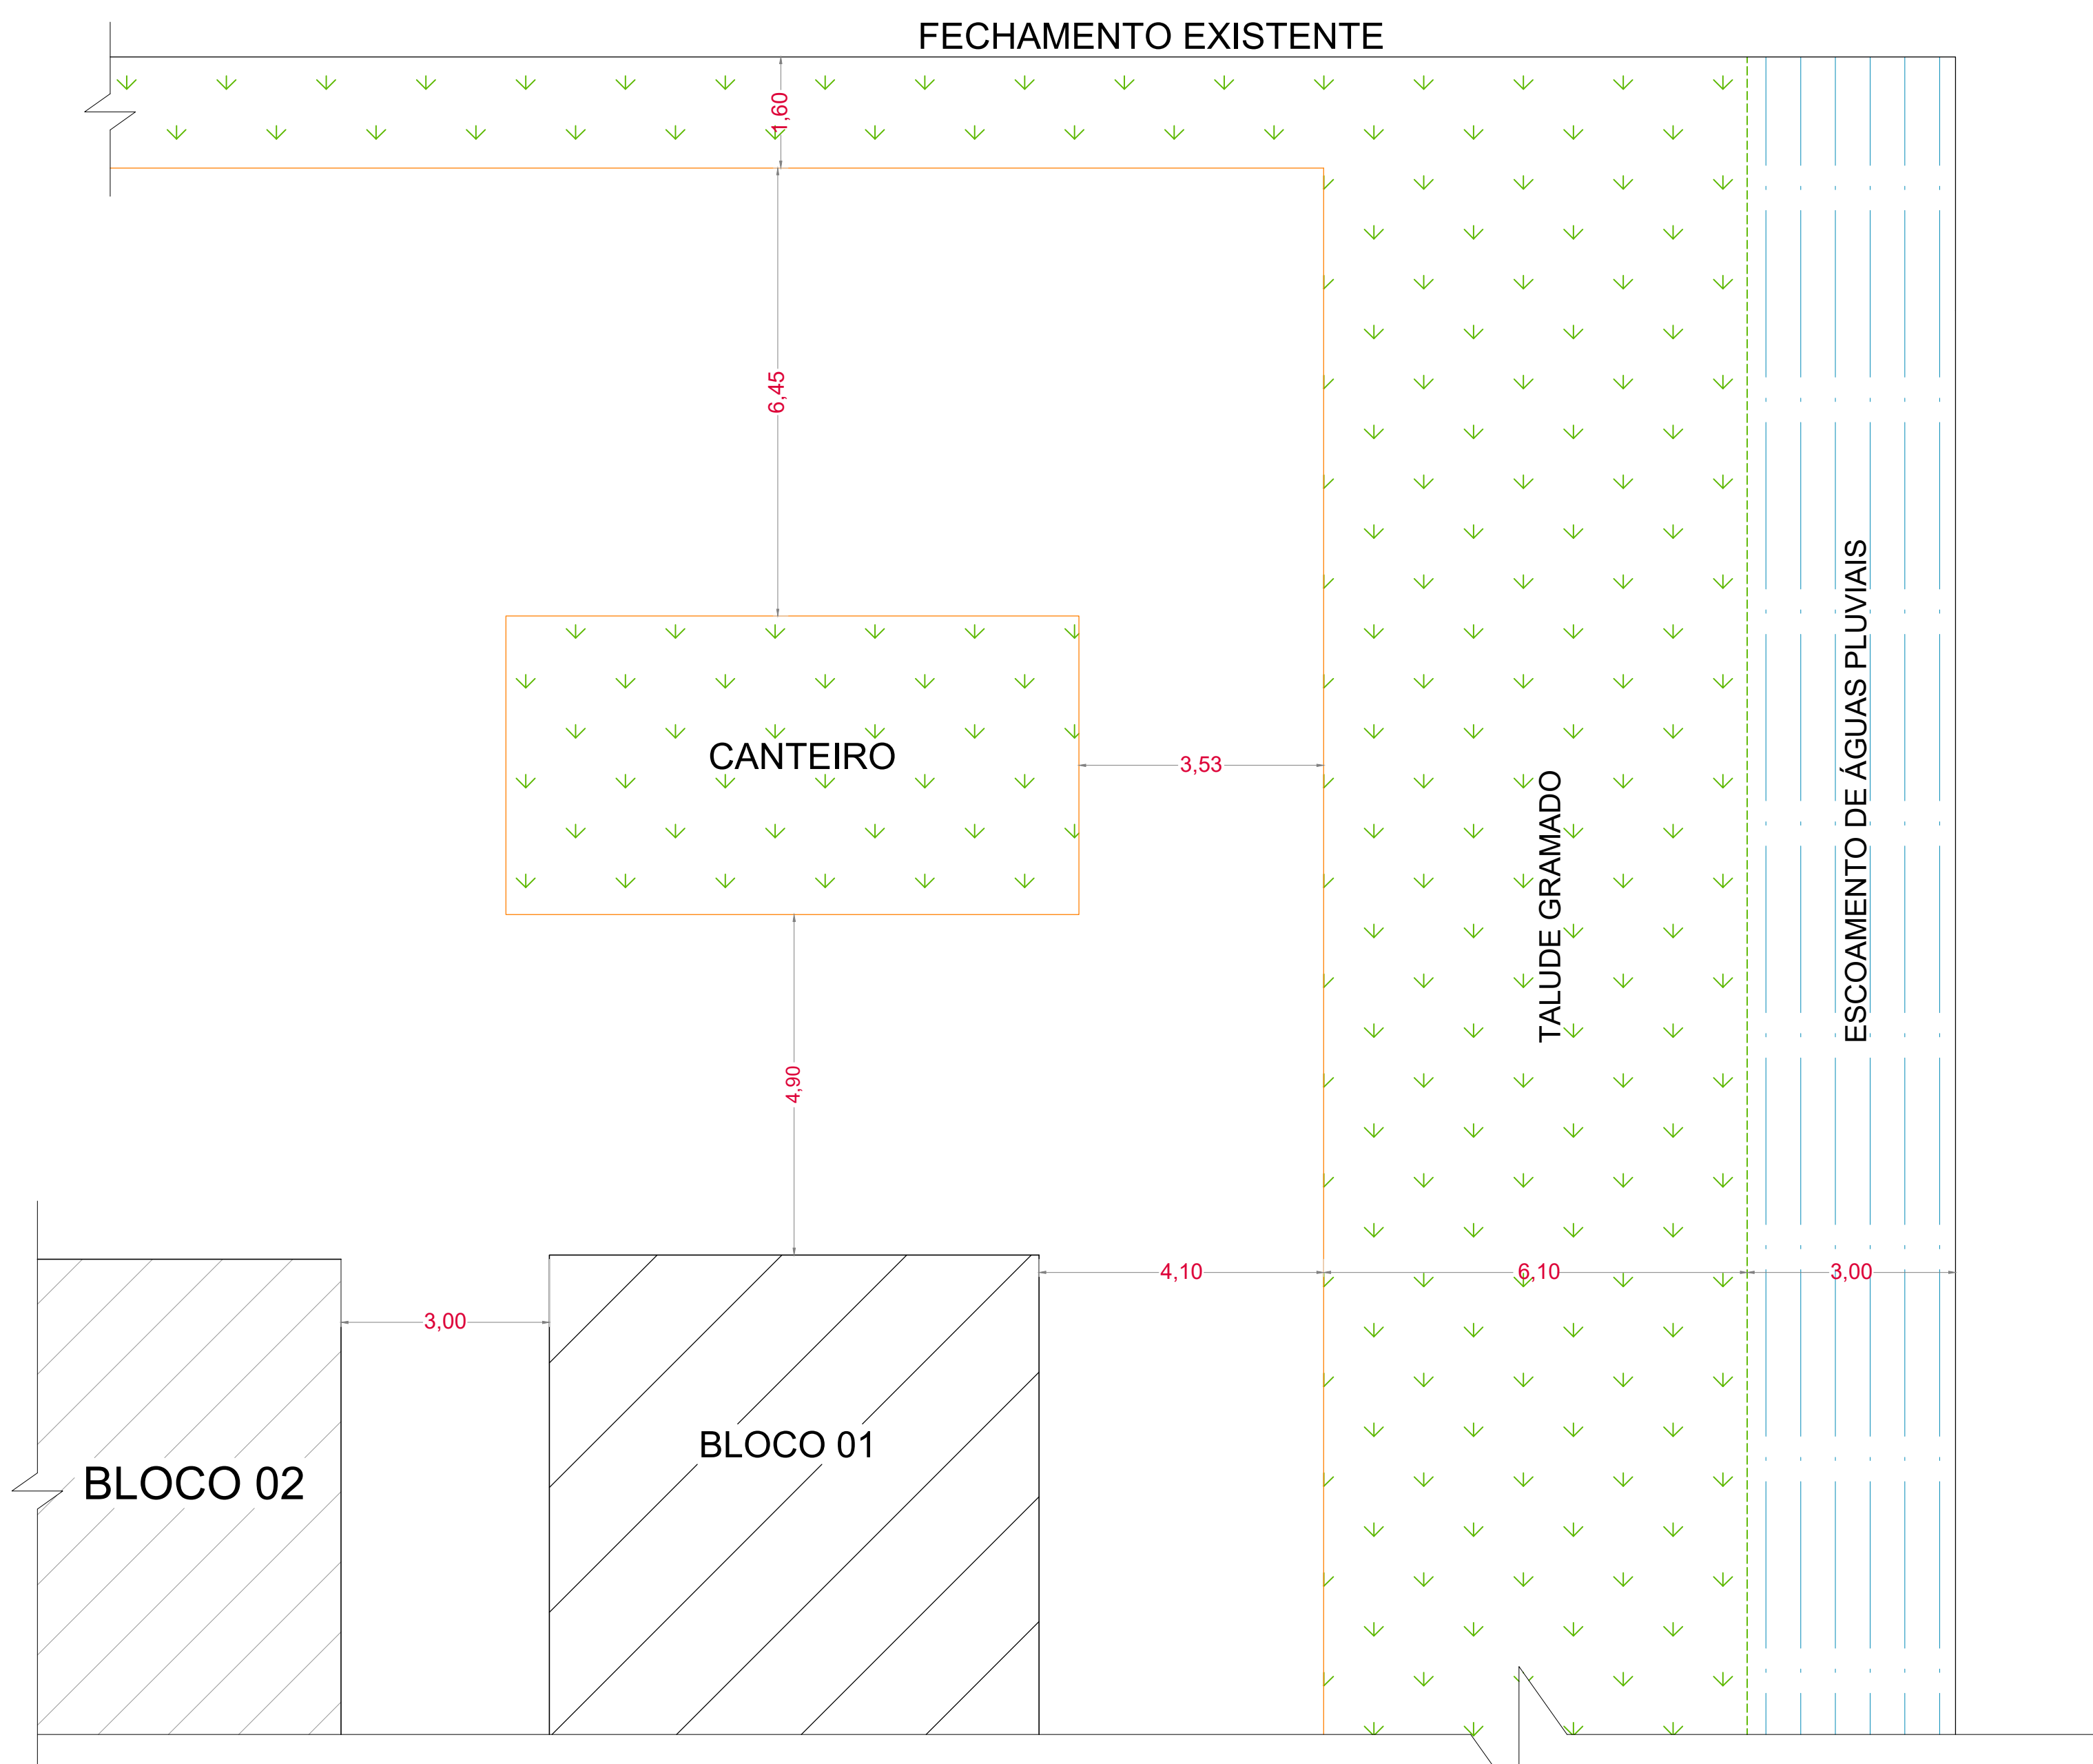 FECHAMENTO EXISTENTE
1,60
6,45
CANTEIRO
3,53
TALUDE GRAMADO
ESCOAMENTO DE ÁGUAS PLUVIAIS
4,90
4,10
6,10
3,00
3,00
BLOCO 01
BLOCO 02